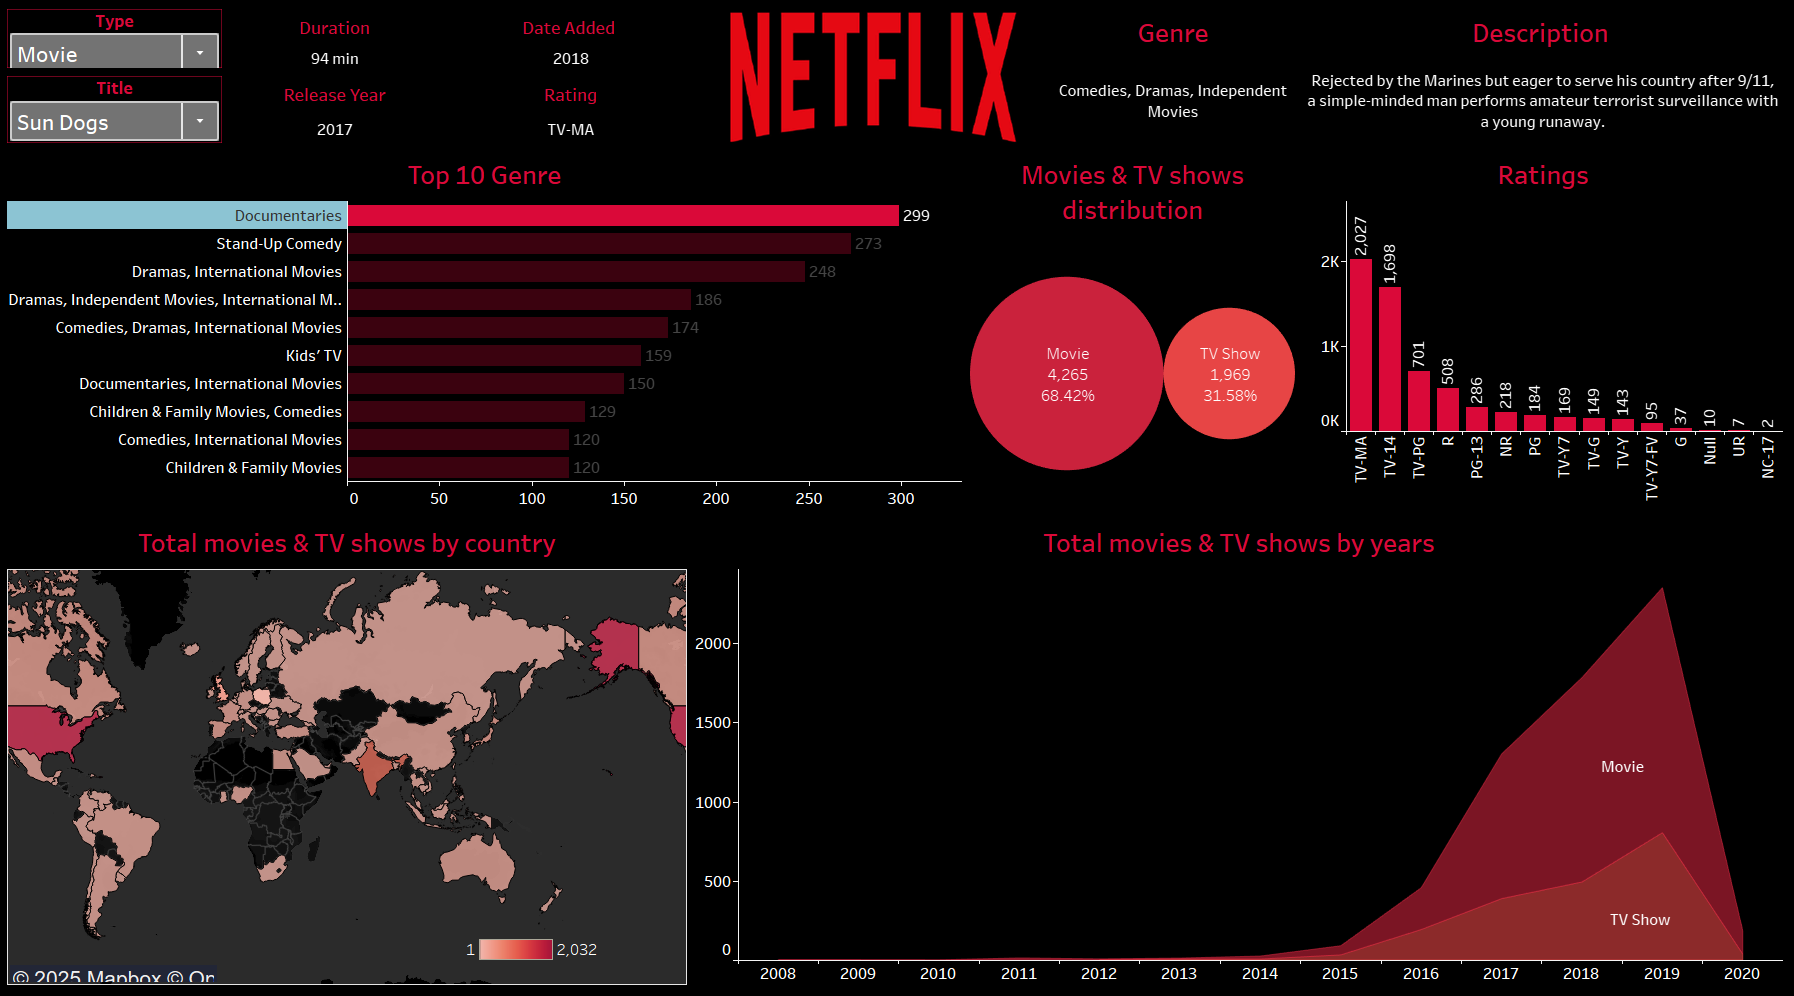 Type
Movie
Title
Sun Dogs
Duration
94 min
Release Year
2017
Date Added
2018
Rating
TV-MA
NETFLIX
Genre
Comedies, Dramas, Independent
Movies
Description
Rejected by the Marines but eager to serve his country after 9/11,
a simple-minded man performs amateur terrorist surveillance with
a young runaway.
Top 10 Genre
Documentaries 299
Stand-Up Comedy 273
Dramas, International Movies 248
Dramas, Independent Movies, International M.. 186
Comedies, Dramas, International Movies 174
Kids’ TV 159
Documentaries, International Movies 150
Children & Family Movies, Comedies 129
Comedies, International Movies 120
Children & Family Movies 120
0 50 100 150 200 250 300
Movies & TV shows
distribution
Movie
4,265
68.42%
TV Show
1,969
31.58%
Ratings
2K
1K
0K
2,027 1,698 701 508 286 218 184 169 149 143 95 37 10 7 2
TV-MA TV-14 TV-PG R PG-13 NR PG TV-Y7 TV-G TV-Y TV-Y7-FV G Null UR NC-17
Total movies & TV shows by country
1 2,032
© 2025 Mapbox © Or
Total movies & TV shows by years
2000
1500
1000
500
0
Movie
TV Show
2008 2009 2010 2011 2012 2013 2014 2015 2016 2017 2018 2019 2020